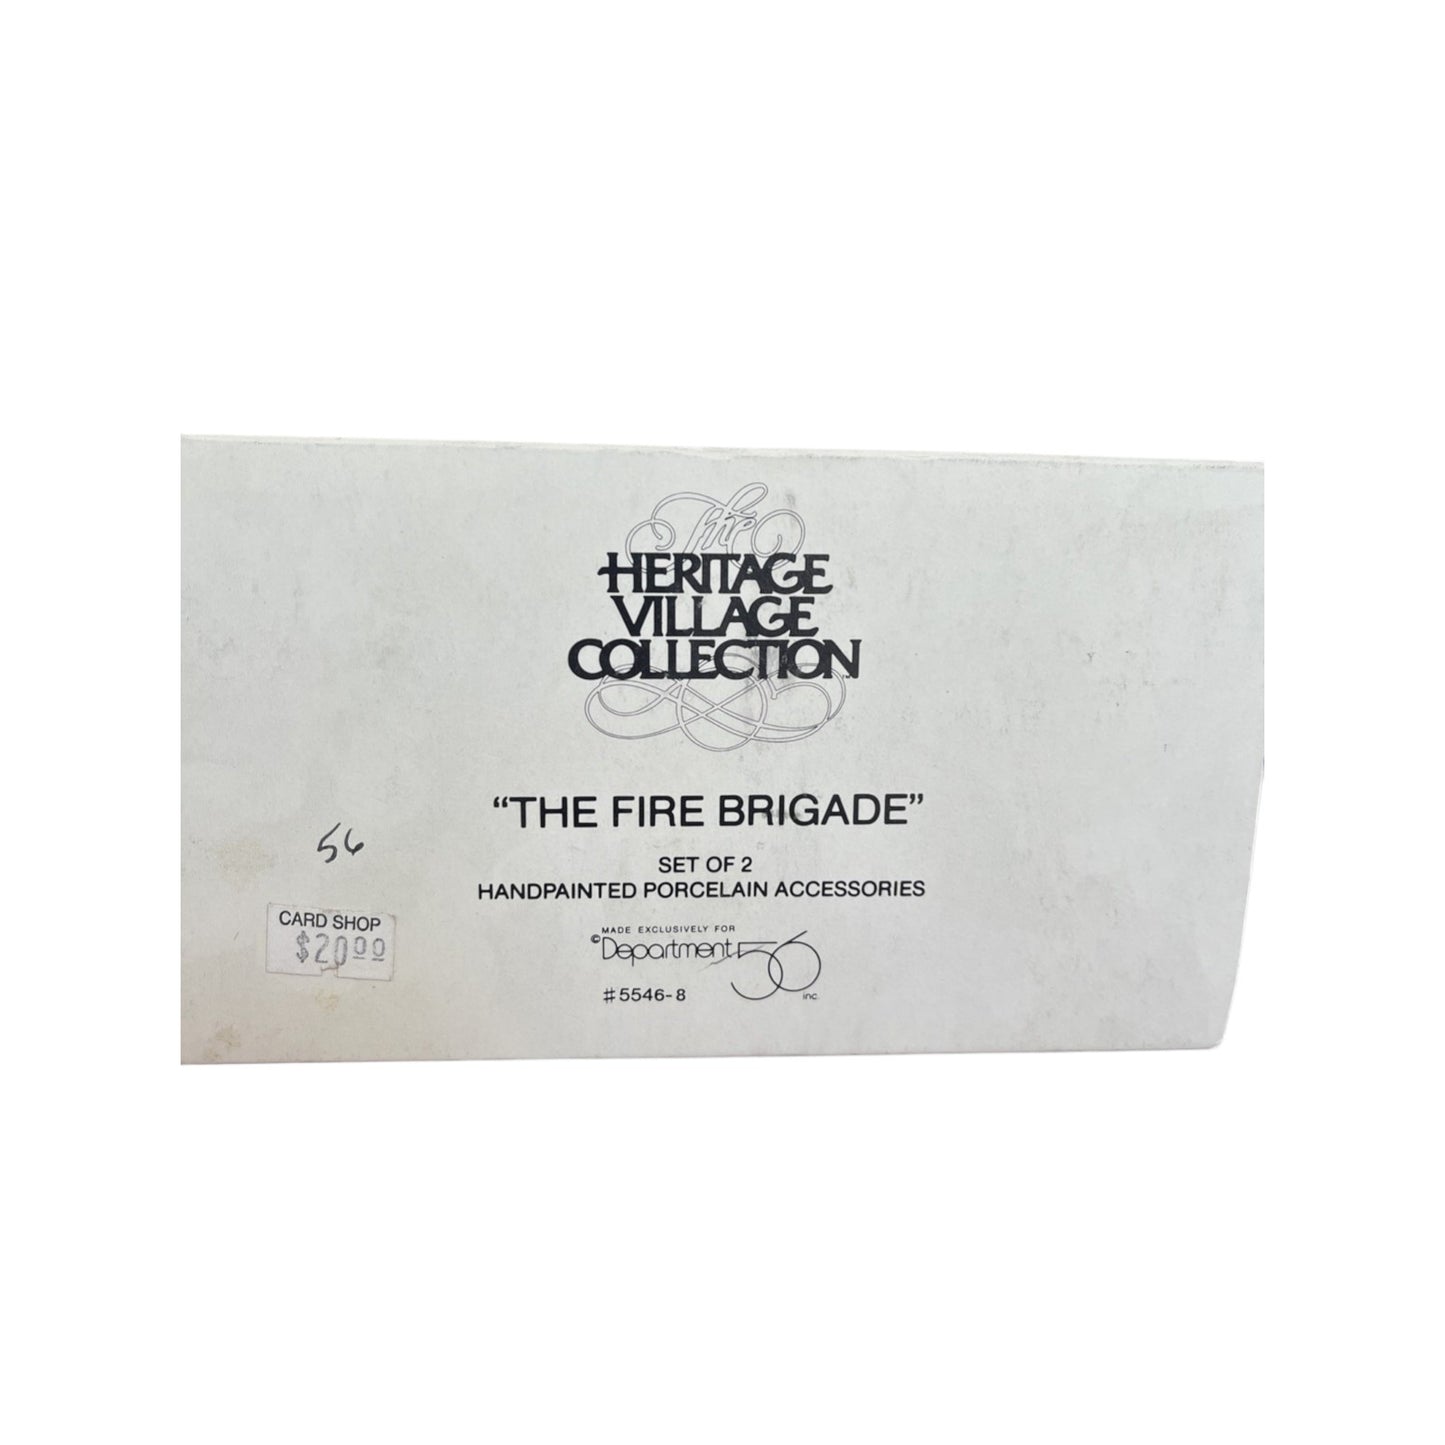 The
HERITAGE
VILLAGE
COLLECTION
"THE FIRE BRIGADE"
SET OF 2
HANDPAINTED PORCELAIN ACCESSORIES
MADE EXCLUSIVELY FOR
©Department 56 inc.
#5546-8
56
CARD SHOP
$20.00